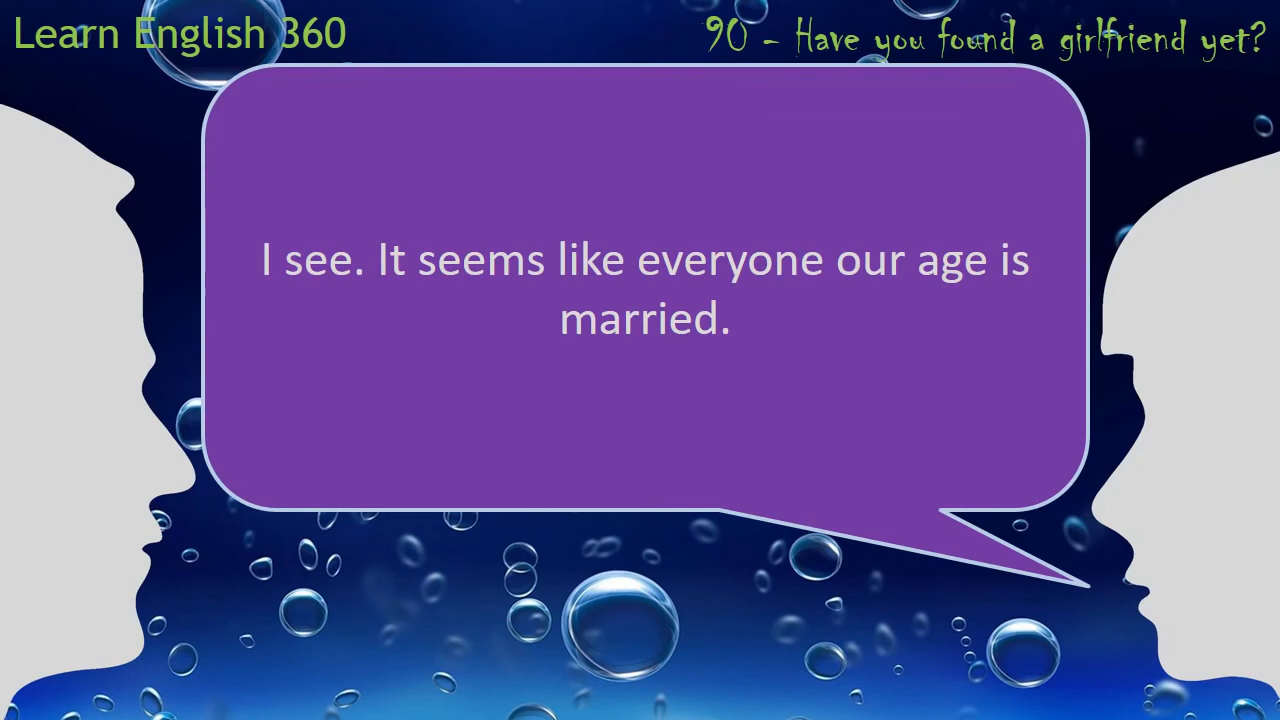 Learn English 360
90 - Have you found a girlfriend yet?
I see. It seems like everyone our age is
married.